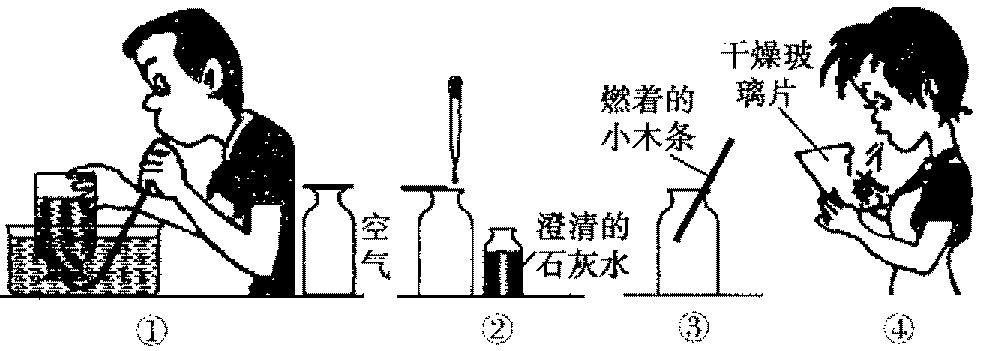 空
气
澄清的
石灰水
燃着的
小木条
干燥玻
璃片
①
②
③
④